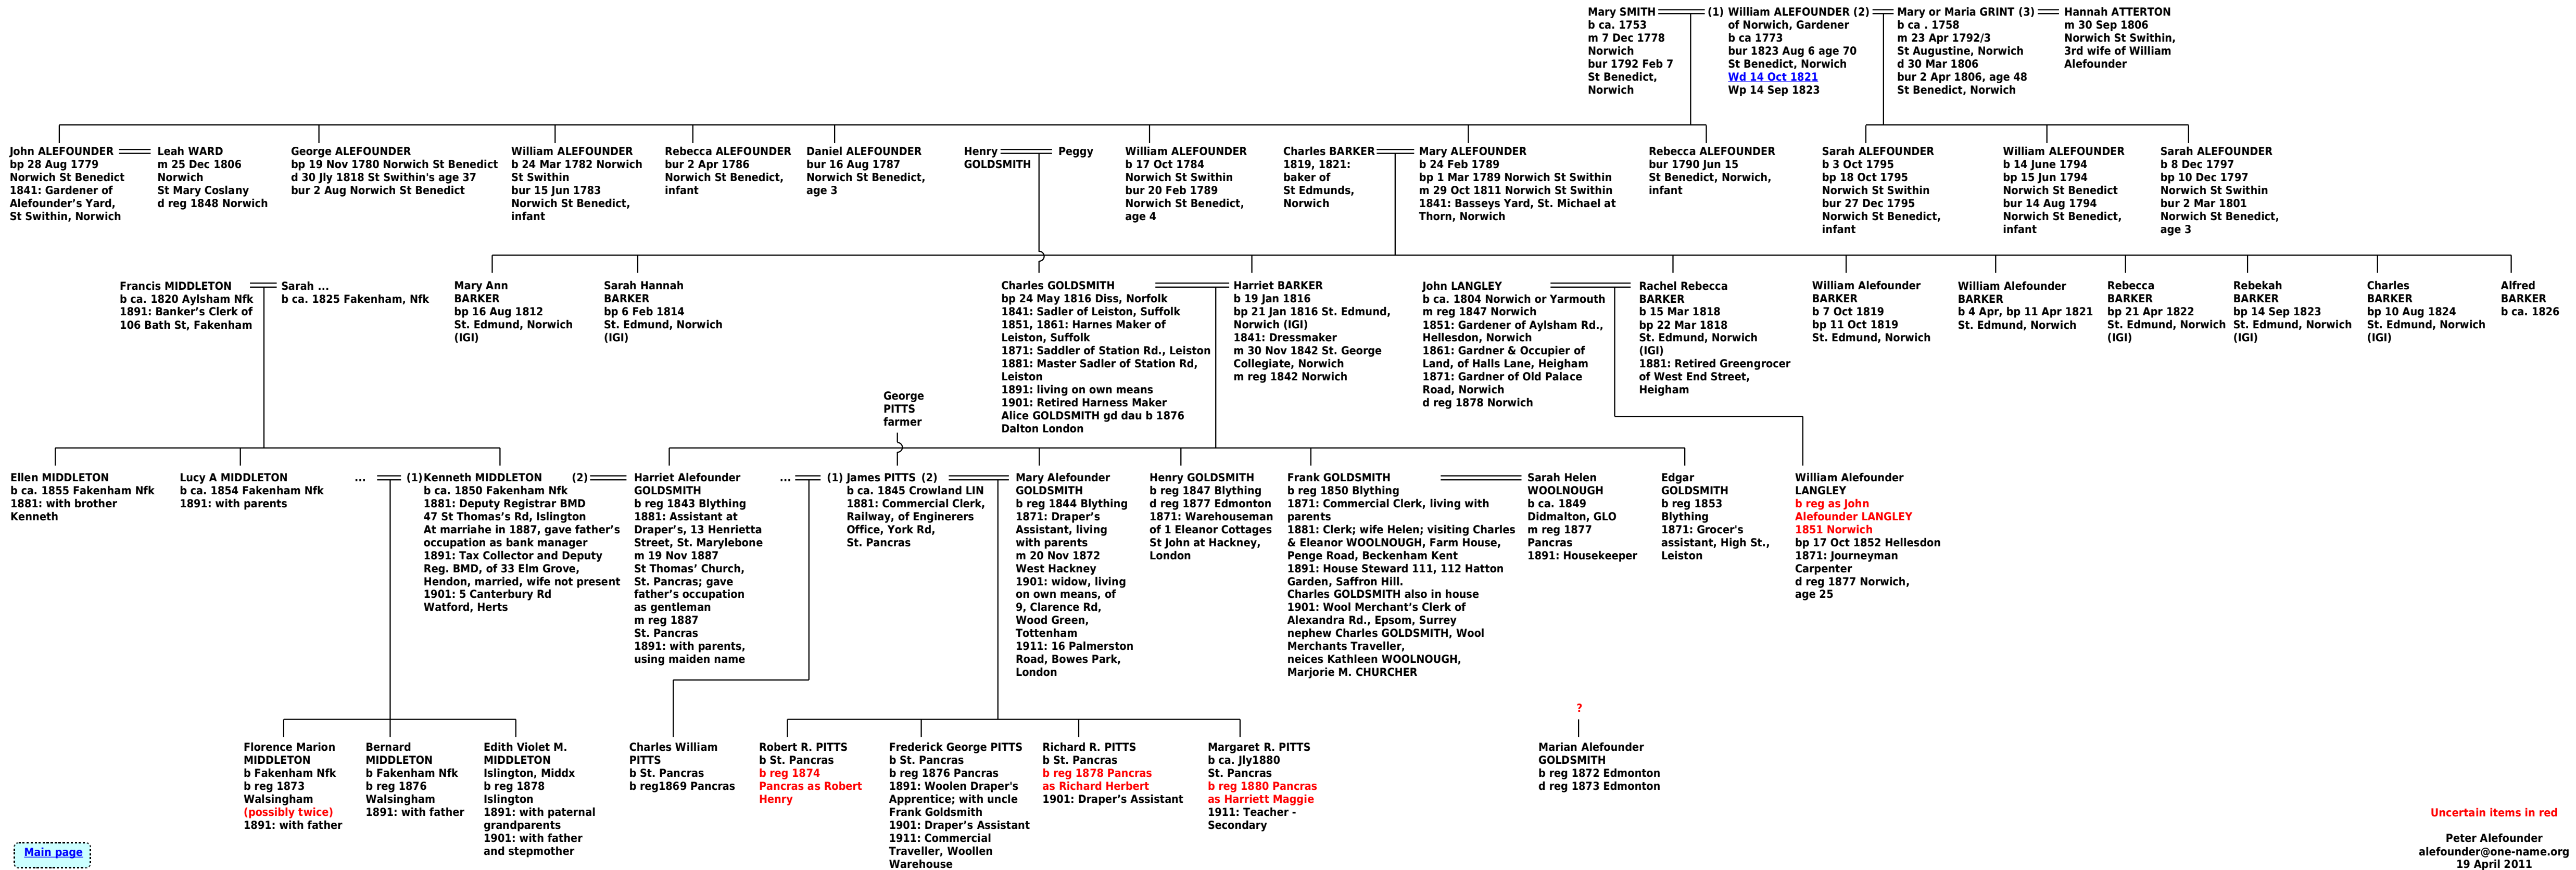 Mary SMITH
b ca. 1753
m 7 Dec 1778
Norwich
bur 1792 Feb 7
St Benedict,
Norwich
(1) William ALEFOUNDER (2)
of Norwich, Gardener
b ca 1773
bur 1823 Aug 6 age 70
St Benedict, Norwich
Wd 14 Oct 1821
Wp 14 Sep 1823
Mary or Maria GRINT (3)
b ca . 1758
m 23 Apr 1792/3
St Augustine, Norwich
d 30 Mar 1806
bur 2 Apr 1806, age 48
St Benedict, Norwich
Hannah ATTERTON
m 30 Sep 1806
Norwich St Swithin,
3rd wife of William
Alefounder
John ALEFOUNDER
bp 28 Aug 1779
Norwich St Benedict
1841: Gardener of
Alefounder’s Yard,
St Swithin, Norwich
Leah WARD
m 25 Dec 1806
Norwich
St Mary Coslany
d reg 1848 Norwich
George ALEFOUNDER
bp 19 Nov 1780 Norwich St Benedict
d 30 Jly 1818 St Swithin's age 37
bur 2 Aug Norwich St Benedict
William ALEFOUNDER
b 24 Mar 1782 Norwich
St Swithin
bur 15 Jun 1783
Norwich St Benedict,
infant
Rebecca ALEFOUNDER
bur 2 Apr 1786
Norwich St Benedict,
infant
Daniel ALEFOUNDER
bur 16 Aug 1787
Norwich St Benedict,
age 3
Henry
GOLDSMITH
Peggy
William ALEFOUNDER
b 17 Oct 1784
Norwich St Swithin
bur 20 Feb 1789
Norwich St Benedict,
age 4
Charles BARKER
1819, 1821:
baker of
St Edmunds,
Norwich
Mary ALEFOUNDER
b 24 Feb 1789
bp 1 Mar 1789 Norwich St Swithin
m 29 Oct 1811 Norwich St Swithin
1841: Basseys Yard, St. Michael at
Thorn, Norwich
Rebecca ALEFOUNDER
bur 1790 Jun 15
St Benedict, Norwich,
infant
Sarah ALEFOUNDER
b 3 Oct 1795
bp 18 Oct 1795
Norwich St Swithin
bur 27 Dec 1795
Norwich St Benedict,
infant
William ALEFOUNDER
b 14 June 1794
bp 15 Jun 1794
Norwich St Benedict
bur 14 Aug 1794
Norwich St Benedict,
infant
Sarah ALEFOUNDER
b 8 Dec 1797
bp 10 Dec 1797
Norwich St Swithin
bur 2 Mar 1801
Norwich St Benedict,
age 3
Francis MIDDLETON
b ca. 1820 Aylsham Nfk
1891: Banker’s Clerk of
106 Bath St, Fakenham
Sarah ...
b ca. 1825 Fakenham, Nfk
Mary Ann
BARKER
bp 16 Aug 1812
St. Edmund, Norwich
(IGI)
Sarah Hannah
BARKER
bp 6 Feb 1814
St. Edmund, Norwich
(IGI)
Charles GOLDSMITH
bp 24 May 1816 Diss, Norfolk
1841: Sadler of Leiston, Suffolk
1851, 1861: Harnes Maker of
Leiston, Suffolk
1871: Saddler of Station Rd., Leiston
1881: Master Sadler of Station Rd,
Leiston
1891: living on own means
1901: Retired Harness Maker
Alice GOLDSMITH gd dau b 1876
Dalton London
Harriet BARKER
b 19 Jan 1816
bp 21 Jan 1816 St. Edmund,
Norwich (IGI)
1841: Dressmaker
m 30 Nov 1842 St. George
Collegiate, Norwich
m reg 1842 Norwich
John LANGLEY
b ca. 1804 Norwich or Yarmouth
m reg 1847 Norwich
1851: Gardener of Aylsham Rd.,
Hellesdon, Norwich
1861: Gardner & Occupier of
Land, of Halls Lane, Heigham
1871: Gardner of Old Palace
Road, Norwich
d reg 1878 Norwich
Rachel Rebecca
BARKER
b 15 Mar 1818
bp 22 Mar 1818
St. Edmund, Norwich
(IGI)
1881: Retired Greengrocer
of West End Street,
Heigham
William Alefounder
BARKER
b 7 Oct 1819
bp 11 Oct 1819
St. Edmund, Norwich
William Alefounder
BARKER
b 4 Apr, bp 11 Apr 1821
St. Edmund, Norwich
Rebecca
BARKER
bp 21 Apr 1822
St. Edmund, Norwich
(IGI)
Rebekah
BARKER
bp 14 Sep 1823
St. Edmund, Norwich
(IGI)
Charles
BARKER
bp 10 Aug 1824
St. Edmund, Norwich
(IGI)
Alfred
BARKER
b ca. 1826
George
PITTS
farmer
Ellen MIDDLETON
b ca. 1855 Fakenham Nfk
1881: with brother
Kenneth
Lucy A MIDDLETON
b ca. 1854 Fakenham Nfk
1891: with parents
...
(1)Kenneth MIDDLETON (2)
b ca. 1850 Fakenham Nfk
1881: Deputy Registrar BMD
47 St Thomas’s Rd, Islington
At marriahe in 1887, gave father’s
occupation as bank manager
1891: Tax Collector and Deputy
Reg. BMD, of 33 Elm Grove,
Hendon, married, wife not present
1901: 5 Canterbury Rd
Watford, Herts
Harriet Alefounder
GOLDSMITH
b reg 1843 Blything
1881: Assistant at
Draper’s, 13 Henrietta
Street, St. Marylebone
m 19 Nov 1887
St Thomas’ Church,
St. Pancras; gave
father’s occupation
as gentleman
m reg 1887
St. Pancras
1891: with parents,
using maiden name
...
(1) James PITTS (2)
b ca. 1845 Crowland LIN
1881: Commercial Clerk,
Railway, of Enginerers
Office, York Rd,
St. Pancras
Mary Alefounder
GOLDSMITH
b reg 1844 Blything
1871: Draper’s
Assistant, living
with parents
m 20 Nov 1872
West Hackney
1901: widow, living
on own means, of
9, Clarence Rd,
Wood Green,
Tottenham
1911: 16 Palmerston
Road, Bowes Park,
London
Henry GOLDSMITH
b reg 1847 Blything
d reg 1877 Edmonton
1871: Warehouseman
of 1 Eleanor Cottages
St John at Hackney,
London
Frank GOLDSMITH
b reg 1850 Blything
1871: Commercial Clerk, living with
parents
1881: Clerk; wife Helen; visiting Charles
& Eleanor WOOLNOUGH, Farm House,
Penge Road, Beckenham Kent
1891: House Steward 111, 112 Hatton
Garden, Saffron Hill.
Charles GOLDSMITH also in house
1901: Wool Merchant’s Clerk of
Alexandra Rd., Epsom, Surrey
nephew Charles GOLDSMITH, Wool
Merchants Traveller,
neices Kathleen WOOLNOUGH,
Marjorie M. CHURCHER
Sarah Helen
WOOLNOUGH
b ca. 1849
Didmalton, GLO
m reg 1877
Pancras
1891: Housekeeper
Edgar
GOLDSMITH
b reg 1853
Blything
1871: Grocer's
assistant, High St.,
Leiston
William Alefounder
LANGLEY
b reg as John
Alefounder LANGLEY
1851 Norwich
bp 17 Oct 1852 Hellesdon
1871: Journeyman
Carpenter
d reg 1877 Norwich,
age 25
Florence Marion
MIDDLETON
b Fakenham Nfk
b reg 1873
Walsingham
(possibly twice)
1891: with father
Bernard
MIDDLETON
b Fakenham Nfk
b reg 1876
Walsingham
1891: with father
Edith Violet M.
MIDDLETON
Islington, Middx
b reg 1878
Islington
1891: with paternal
grandparents
1901: with father
and stepmother
Charles William
PITTS
b St. Pancras
b reg1869 Pancras
Robert R. PITTS
b St. Pancras
b reg 1874
Pancras as Robert
Henry
Frederick George PITTS
b St. Pancras
b reg 1876 Pancras
1891: Woolen Draper's
Apprentice; with uncle
Frank Goldsmith
1901: Draper’s Assistant
1911: Commercial
Traveller, Woollen
Warehouse
Richard R. PITTS
b St. Pancras
b reg 1878 Pancras
as Richard Herbert
1901: Draper’s Assistant
Margaret R. PITTS
b ca. Jly1880
St. Pancras
b reg 1880 Pancras
as Harriett Maggie
1911: Teacher -
Secondary
?
Marian Alefounder
GOLDSMITH
b reg 1872 Edmonton
d reg 1873 Edmonton
Main page
Uncertain items in red
Peter Alefounder
alefounder@one-name.org
19 April 2011